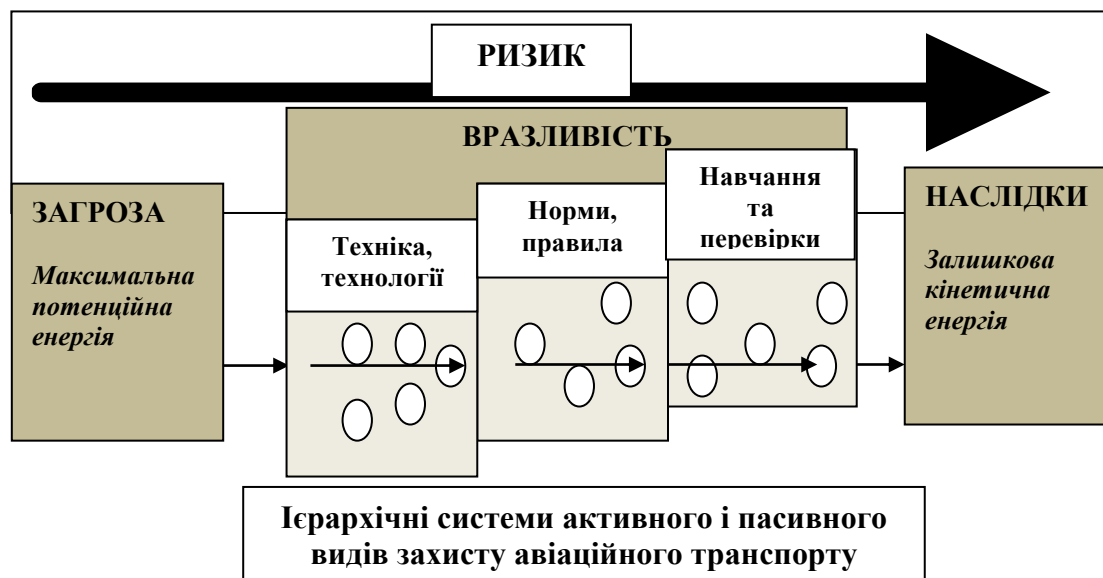 РИЗИК
ВРАЗЛИВІСТЬ
ЗАГРОЗА
Максимальна
потенційна
енергія
Техніка,
технології
Норми,
правила
Навчання
та
перевірки
НАСЛІДКИ
Залишкова
кінетична
енергія
Ієрархічні системи активного і пасивного
видів захисту авіаційного транспорту